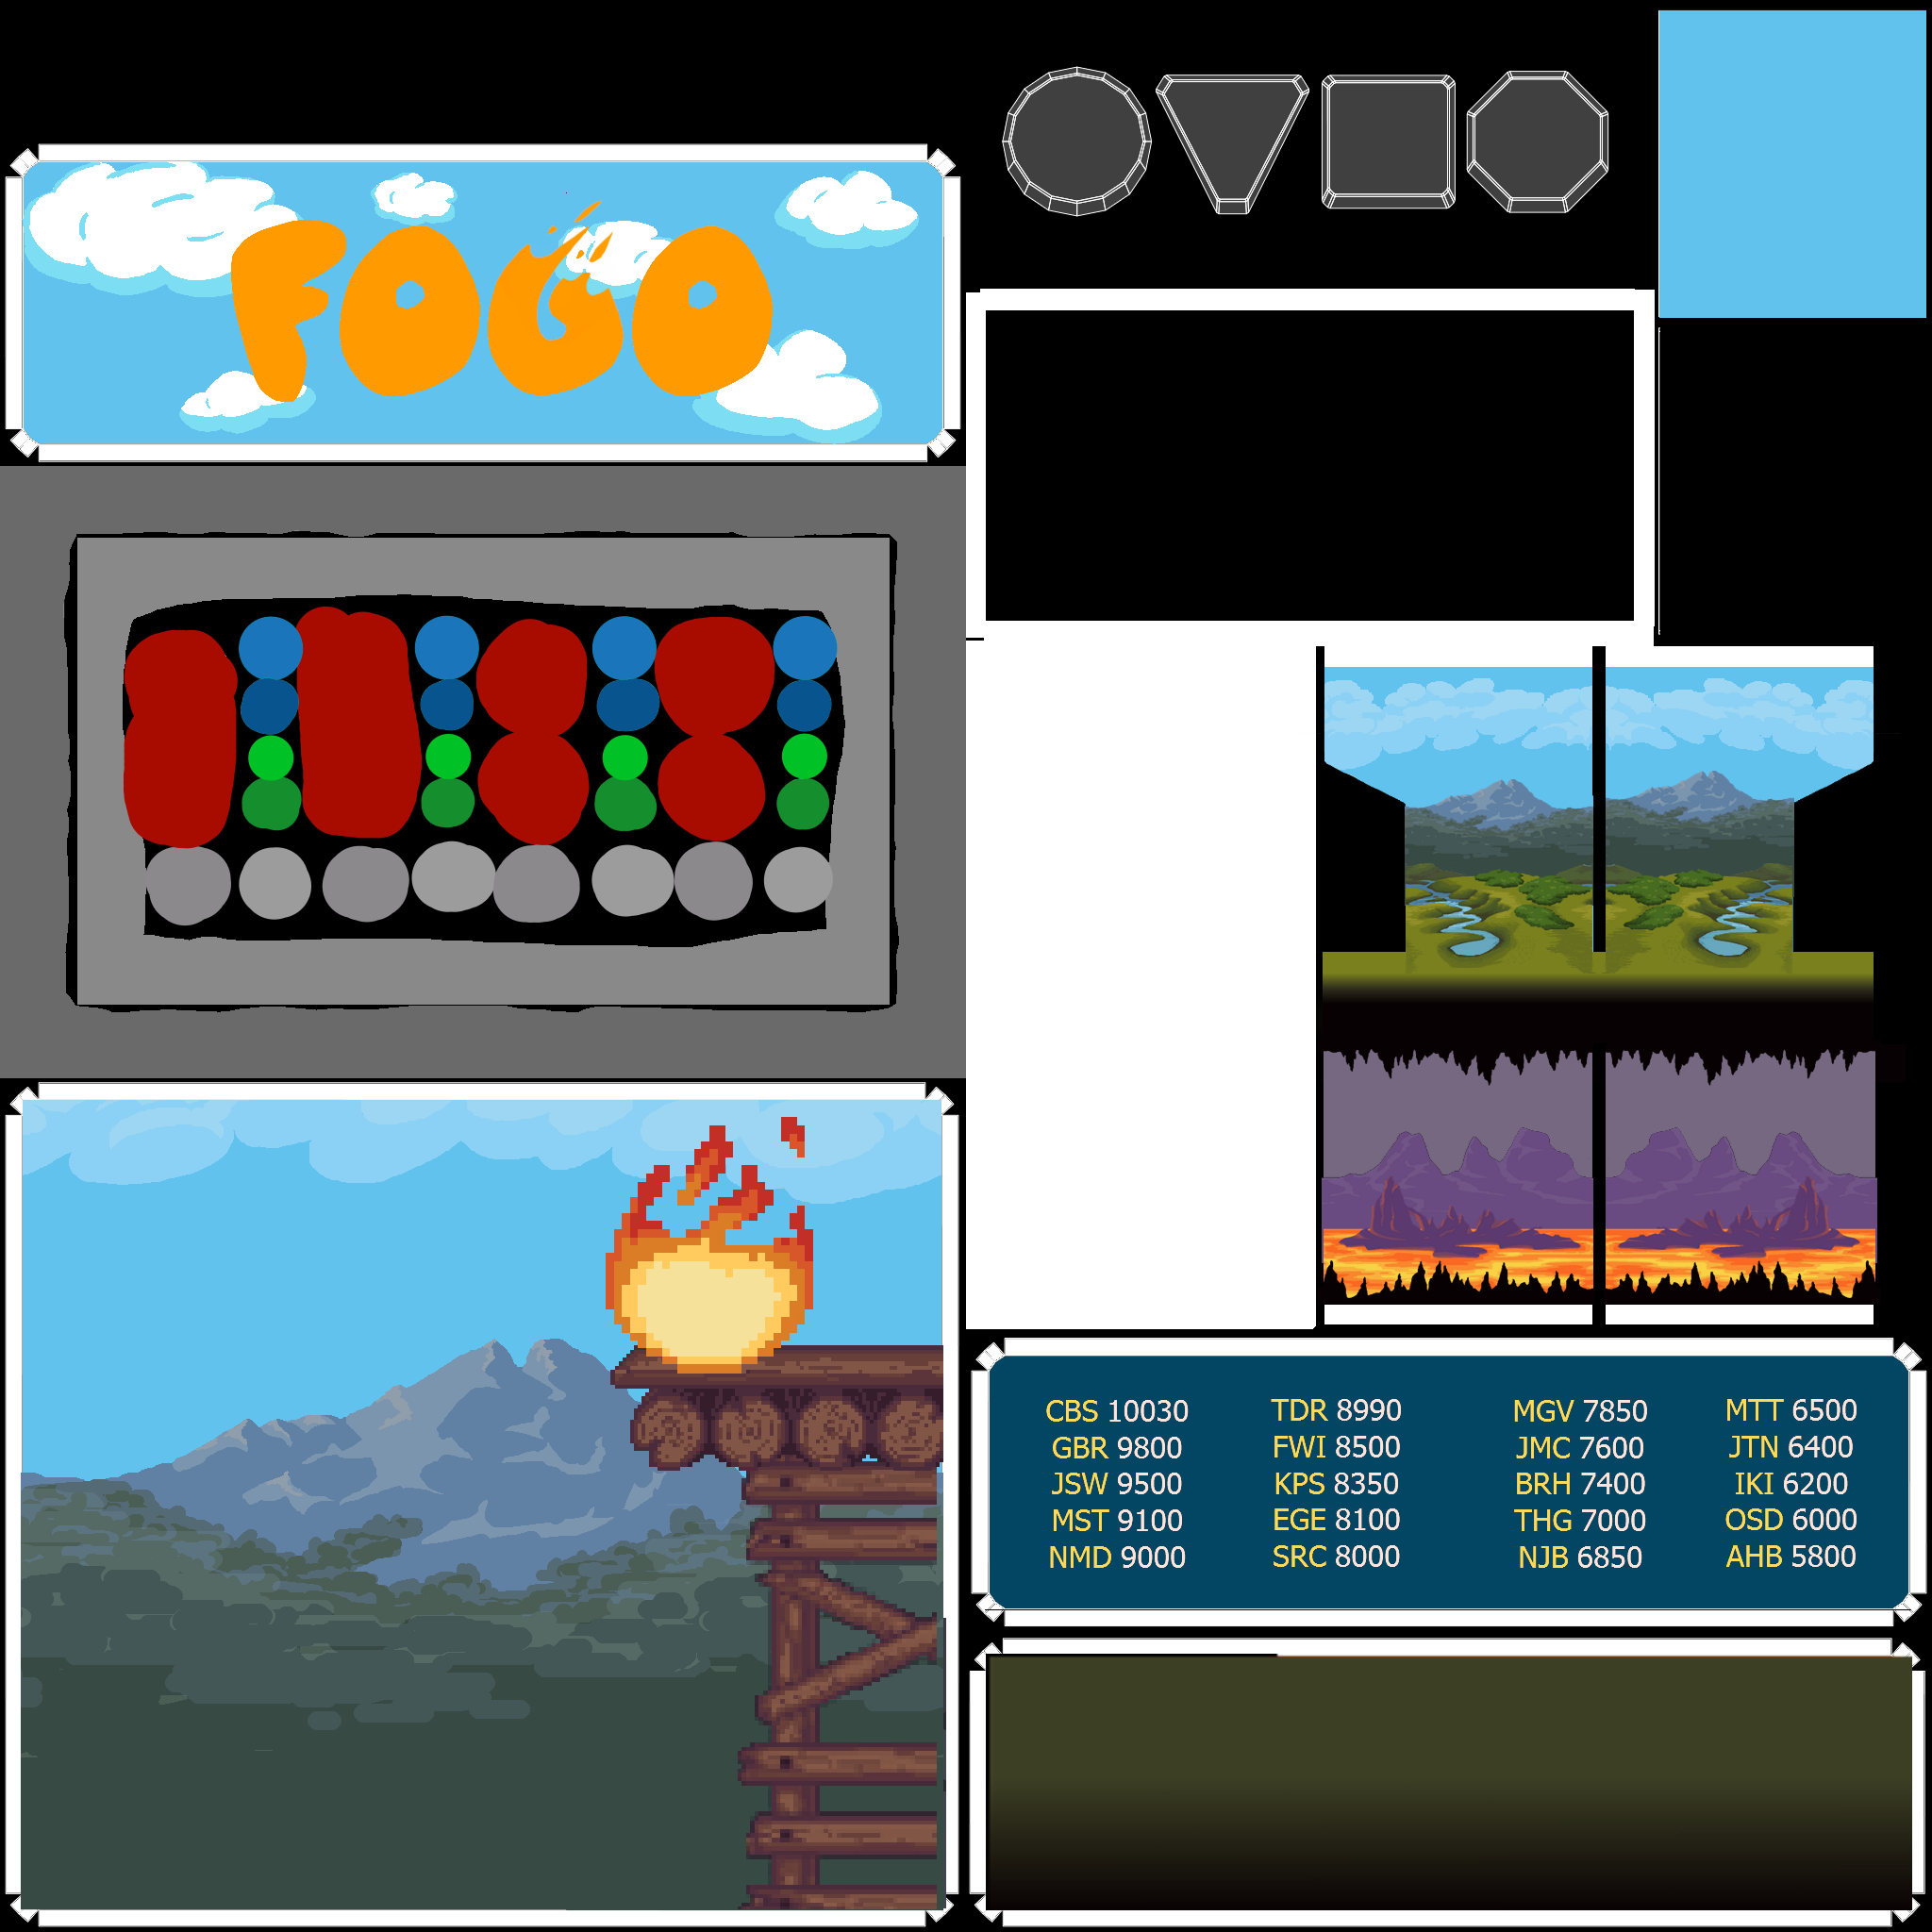 FOGO
CBS 10030 TDR 8990 MGV 7850 MTT 6500
GBR 9800 FWI 8500 JMC 7600 JTN 6400
JSW 9500 KPS 8350 BRH 7400 IKI 6200
MST 9100 EGE 8100 THG 7000 OSD 6000
NMD 9000 SRC 8000 NJB 6850 AHB 5800